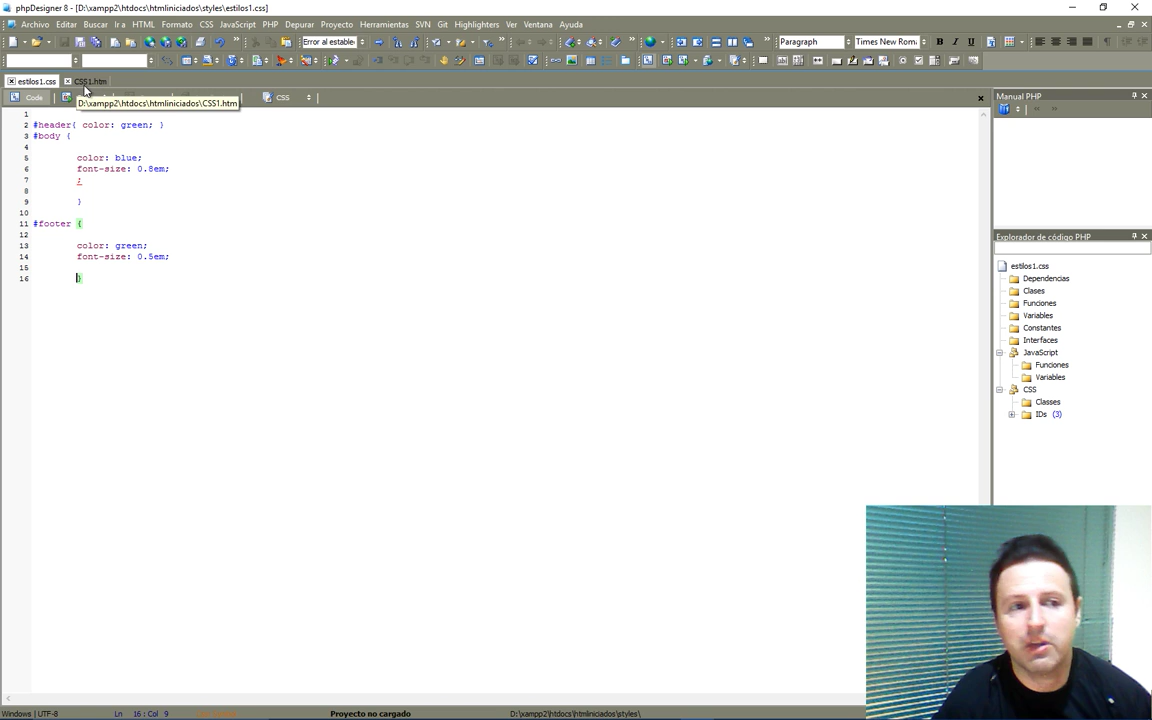 phpDesigner 8 - [D:\xampp2\htdocs\htmliniciados\styles\estilos1.css]
Archivo Editar Buscar Ir a HTML Formato CSS JavaScript PHP Depurar Proyecto Herramientas SVN Git Highlighters Ver Ventana Ayuda
Error al estable Paragraph Times New Rom B I
estilos1.css CSS1.htm
Code CSS
D:\xampp2\htdocs\htmliniciados\CSS1.htm
1
2 #header{ color: green; }
3 #body {
4
5 color: blue;
6 font-size: 0.8em;
7 ;
8
9 }
10
11 #footer {
12
13 color: green;
14 font-size: 0.5em;
15
16 }
Manual PHP
Explorador de código PHP
estilos1.css
Dependencias
Clases
Funciones
Variables
Constantes
Interfaces
JavaScript
Funciones
Variables
CSS
Classes
IDs (3)
Windows | UTF-8 Ln 16 : Col 9 Proyecto no cargado D:\xampp2\htdocs\htmliniciados\styles\